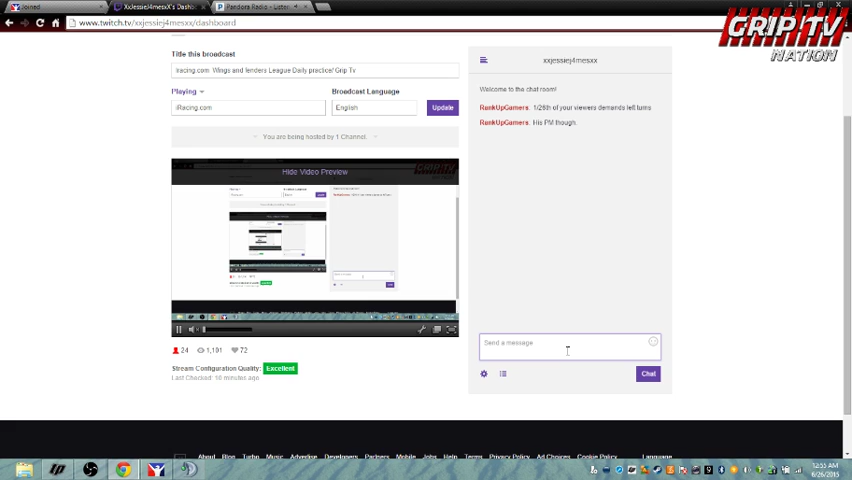 Joined
XxJessiej4mesxX's Dashbo
Pandora Radio - Listen
www.twitch.tv/xxjessiej4mesxx/dashboard
GRIP TV
NATION
Title this broadcast
Iracing.com Wings and fenders League Daily practice! Grip Tv
Playing
Broadcast Language
iRacing.com
English
Update
You are being hosted by 1 Channel.
Hide Video Preview
24
1,191
72
Stream Configuration Quality: Excellent
Last Checked: 10 minutes ago
xxjessiej4mesxx
Welcome to the chat room!
RankUpGamers: 1/26th of your viewers demands left turns
RankUpGamers: His PM though.
Send a message
Chat
About Blog Turbo Music Advertise Developers Partners Mobile Jobs Help Terms Privacy Policy Ad Choices Cookie Policy
Language
12:55 AM
6/26/2015